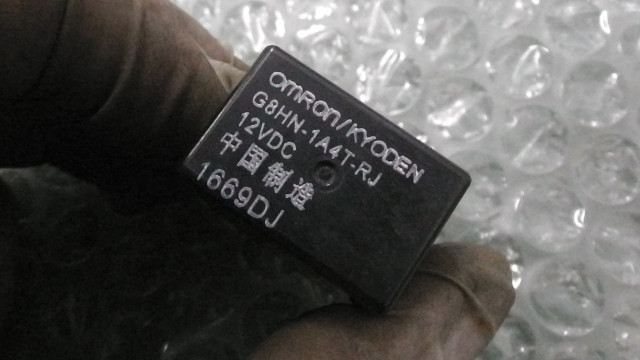 OMRON/KYODEN
G8HN-1A4T-RJ
12VDC
中国制造
1669DJ